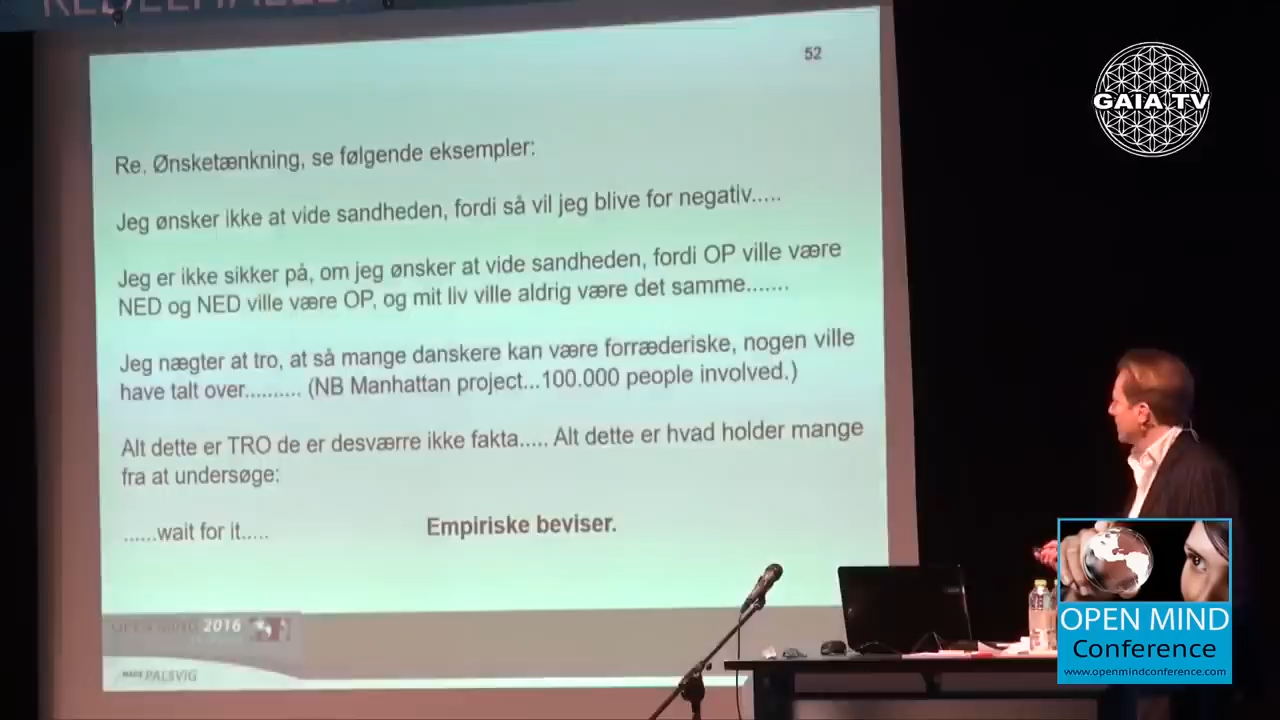 52
GAIA TV
Re. Ønsketænkning, se følgende eksempler:
Jeg ønsker ikke at vide sandheden, fordi så vil jeg blive for negativ.....
Jeg er ikke sikker på, om jeg ønsker at vide sandheden, fordi OP ville være
NED og NED ville være OP, og mit liv ville aldrig være det samme.......
Jeg nægter at tro, at så mange danskere kan være forræderiske, nogen ville
have talt over.......... (NB Manhattan project...100.000 people involved.)
Alt dette er TRO de er desværre ikke fakta..... Alt dette er hvad holder mange
fra at undersøge:
......wait for it..... Empiriske beviser.
OPEN MIND 2016
PALSVIG
OPEN MIND
Conference
www.openmindconference.com